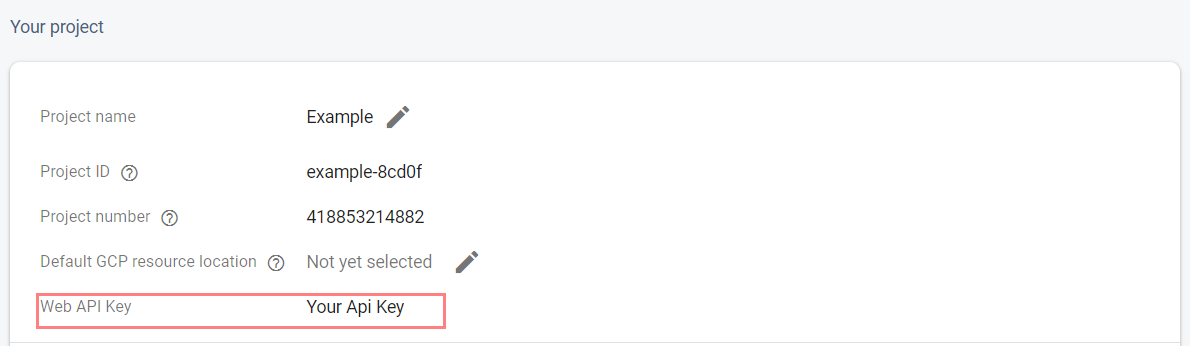 Your project
Project name Example
Project ID ? example-8cd0f
Project number ? 418853214882
Default GCP resource location ? Not yet selected
Web API Key Your Api Key